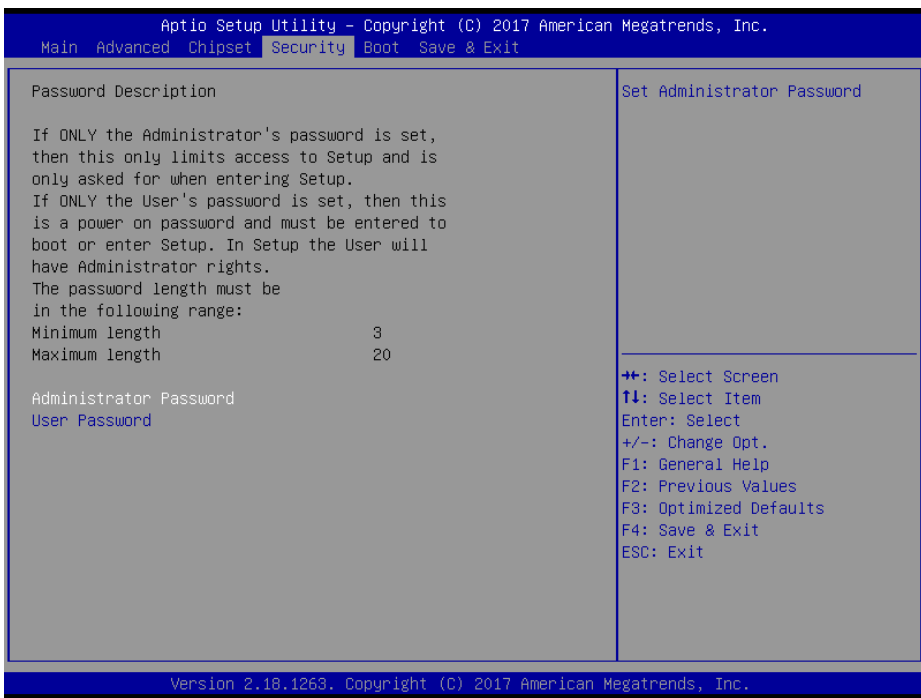 Aptio Setup Utility – Copyright (C) 2017 American Megatrends, Inc.
Main Advanced Chipset Security Boot Save & Exit
Password Description
If ONLY the Administrator's password is set,
then this only limits access to Setup and is
only asked for when entering Setup.
If ONLY the User's password is set, then this
is a power on password and must be entered to
boot or enter Setup. In Setup the User will
have Administrator rights.
The password length must be
in the following range:
Minimum length 3
Maximum length 20
Administrator Password
User Password
Set Administrator Password
→←: Select Screen
↑↓: Select Item
Enter: Select
+/-: Change Opt.
F1: General Help
F2: Previous Values
F3: Optimized Defaults
F4: Save & Exit
ESC: Exit
Version 2.18.1263. Copyright (C) 2017 American Megatrends, Inc.